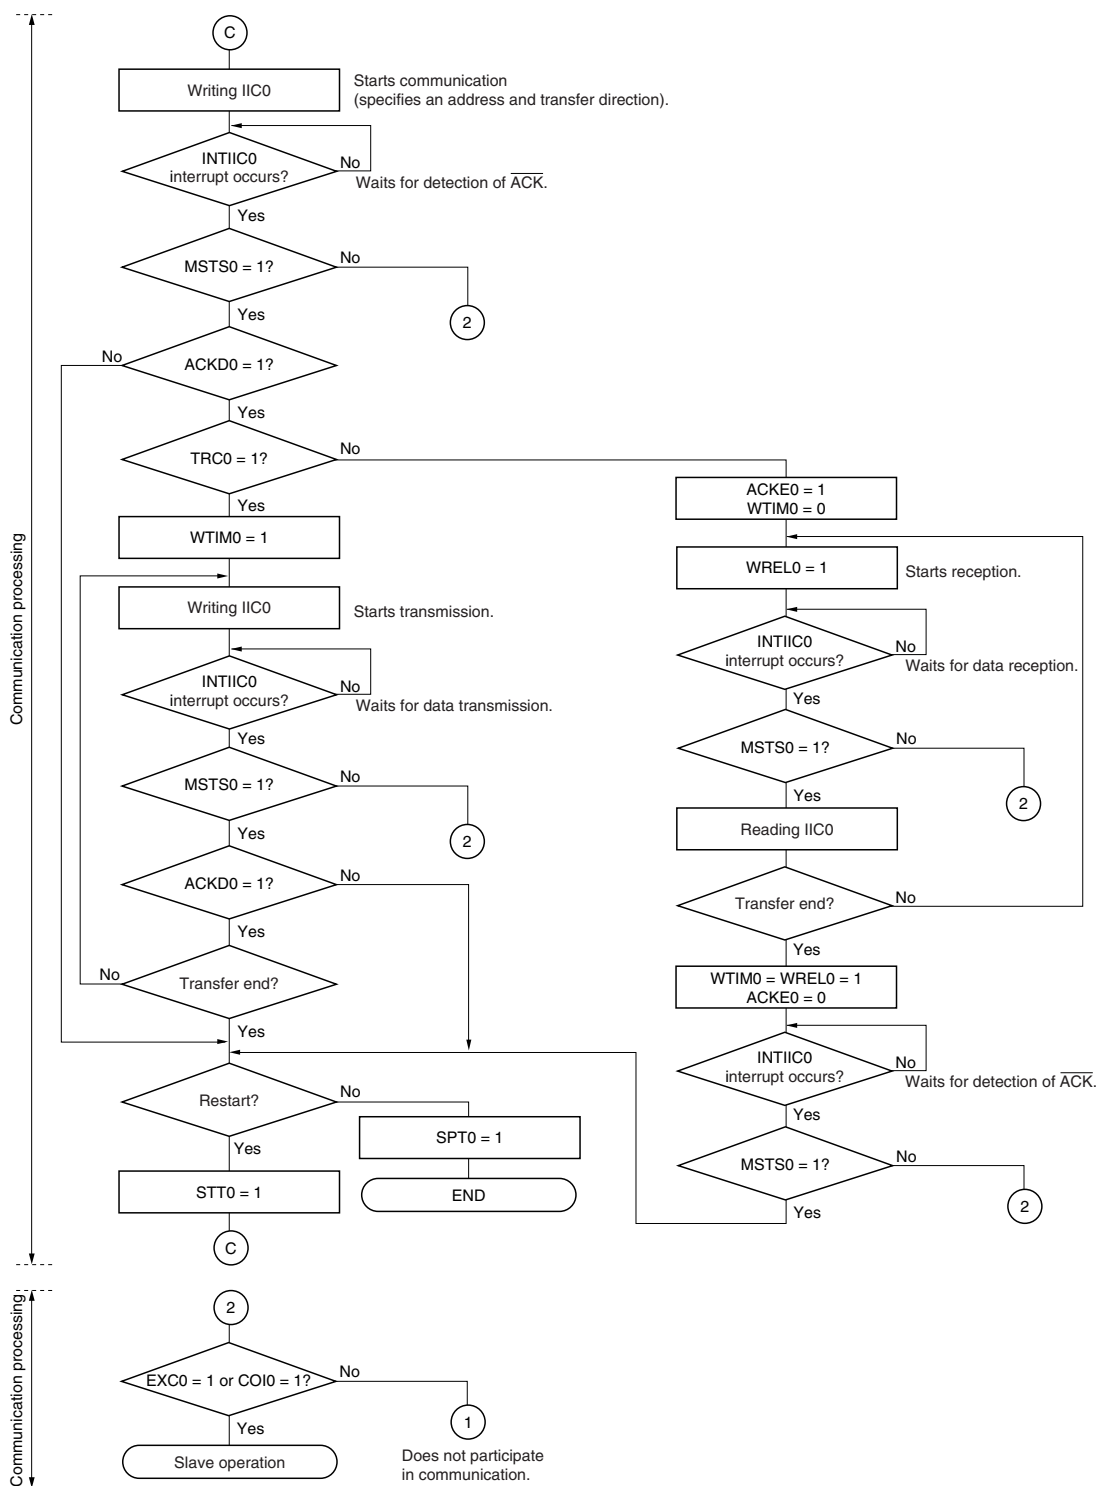 C
Writing IIC0
Starts communication
(specifies an address and transfer direction).
INTIIC0
interrupt occurs?
No
Waits for detection of ACK.
Yes
MSTS0 = 1?
No
2
Yes
No
ACKD0 = 1?
Yes
TRC0 = 1?
No
Yes
WTIM0 = 1
Writing IIC0
Starts transmission.
INTIIC0
interrupt occurs?
No
Waits for data transmission.
Yes
MSTS0 = 1?
No
2
Yes
ACKD0 = 1?
No
Yes
No
Transfer end?
Yes
Restart?
No
SPT0 = 1
END
Yes
STT0 = 1
C
ACKE0 = 1
WTIM0 = 0
WREL0 = 1
Starts reception.
INTIIC0
interrupt occurs?
No
Waits for data reception.
Yes
MSTS0 = 1?
No
2
Yes
Reading IIC0
Transfer end?
No
Yes
WTIM0 = WREL0 = 1
ACKE0 = 0
INTIIC0
interrupt occurs?
No
Waits for detection of ACK.
Yes
MSTS0 = 1?
No
2
Yes
Communication processing
2
EXC0 = 1 or COI0 = 1?
No
1
Does not participate
in communication.
Yes
Slave operation
Communication processing